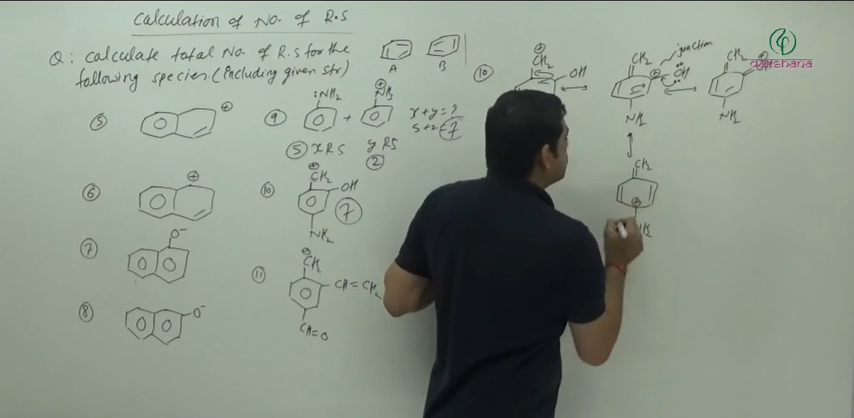 Calculation of No. of R.S
Q: Calculate total No. of R.S for the
following species. (Including given str)
A
B
5
⊕
6
⊕
7
O⁻
8
O⁻
9
:NH₂
+
⊕
NH₃
x+y=?
5+2=7
5 x RS
y RS
2
10
⊕
CH₂
OH
7
NH₂
11
⊖
CH₂
CH=CH₂
CH=O
10
⊕
CH₂
OH
CH₂
junction
⊕
OH
NH₂
CH₂
⊕
NH₂
CH₂
⊕
NH₂
darshana